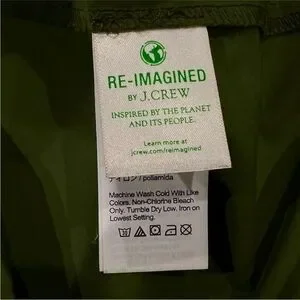 RE-IMAGINED
BY J.CREW
INSPIRED BY THE PLANET
AND ITS PEOPLE.
Learn more at
jcrew.com/reimagined
ナイロン / poliamida
Machine Wash Cold With Like
Colors. Non-Chlorine Bleach
Only. Tumble Dry Low. Iron on
Lowest Setting.